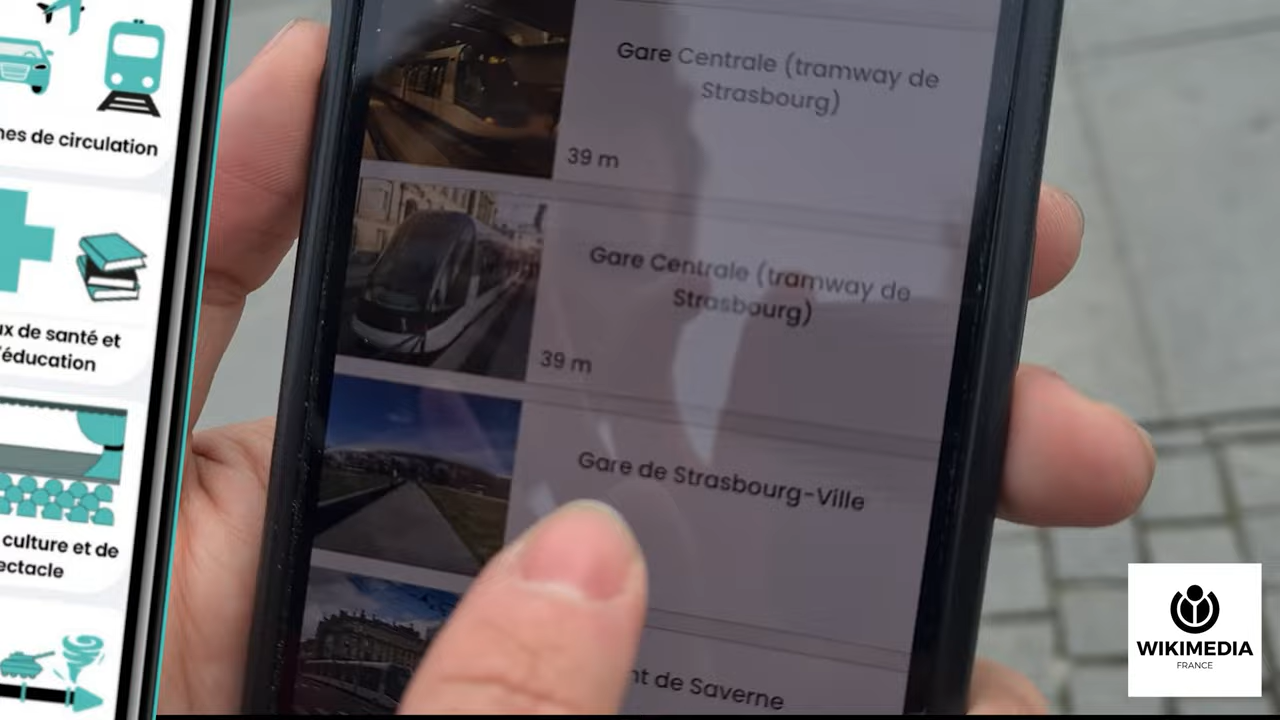 nes de circulation
ux de santé et
'éducation
culture et de
ectacle
Gare Centrale (tramway de
Strasbourg)
39 m
Gare Centrale (tramway de
Strasbourg)
39 m
Gare de Strasbourg-Ville
nt de Saverne
WIKIMEDIA
FRANCE